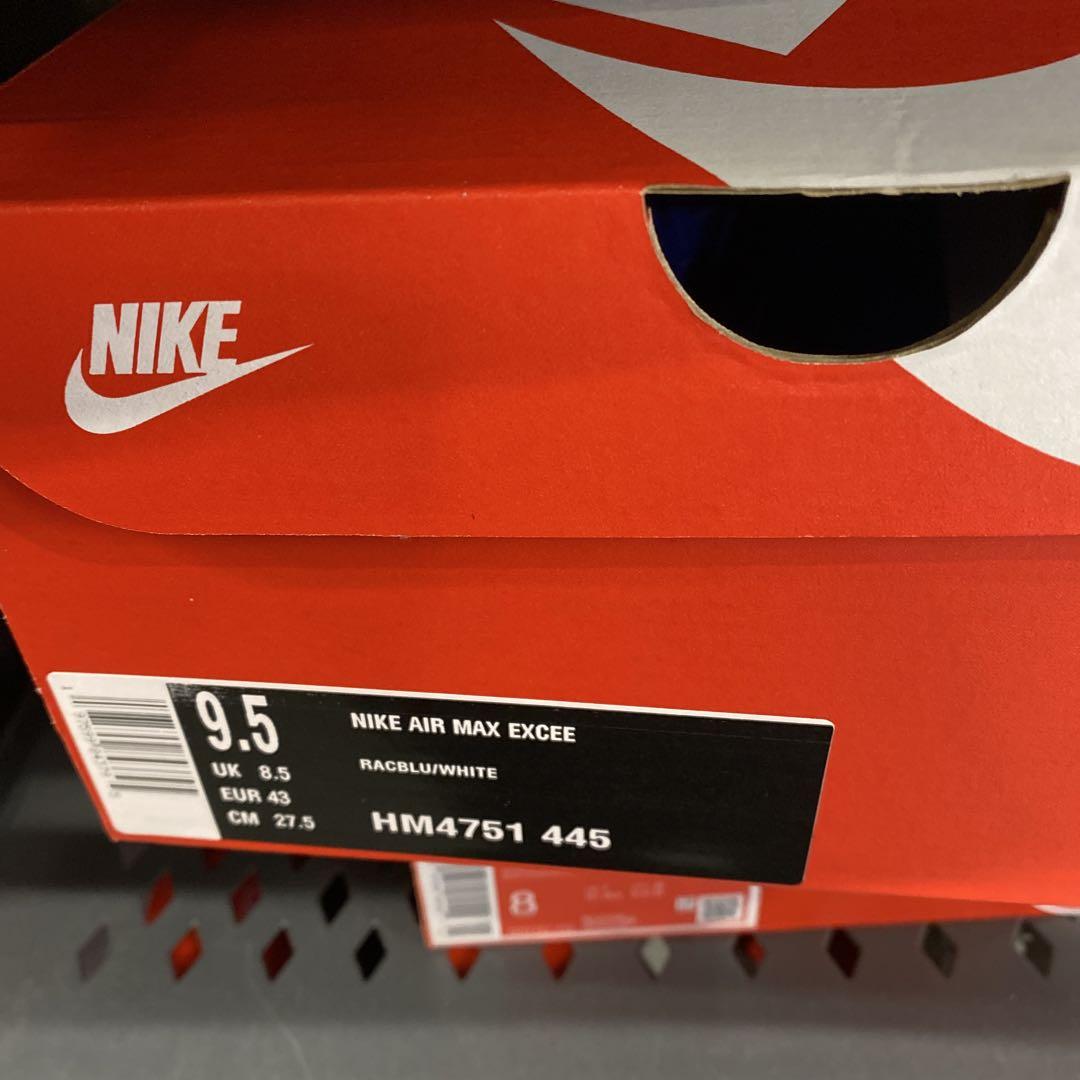 NIKE
9.5
NIKE AIR MAX EXCEE
UK 8.5
RACBLU/WHITE
EUR 43
CM 27.5
HM4751 445
8